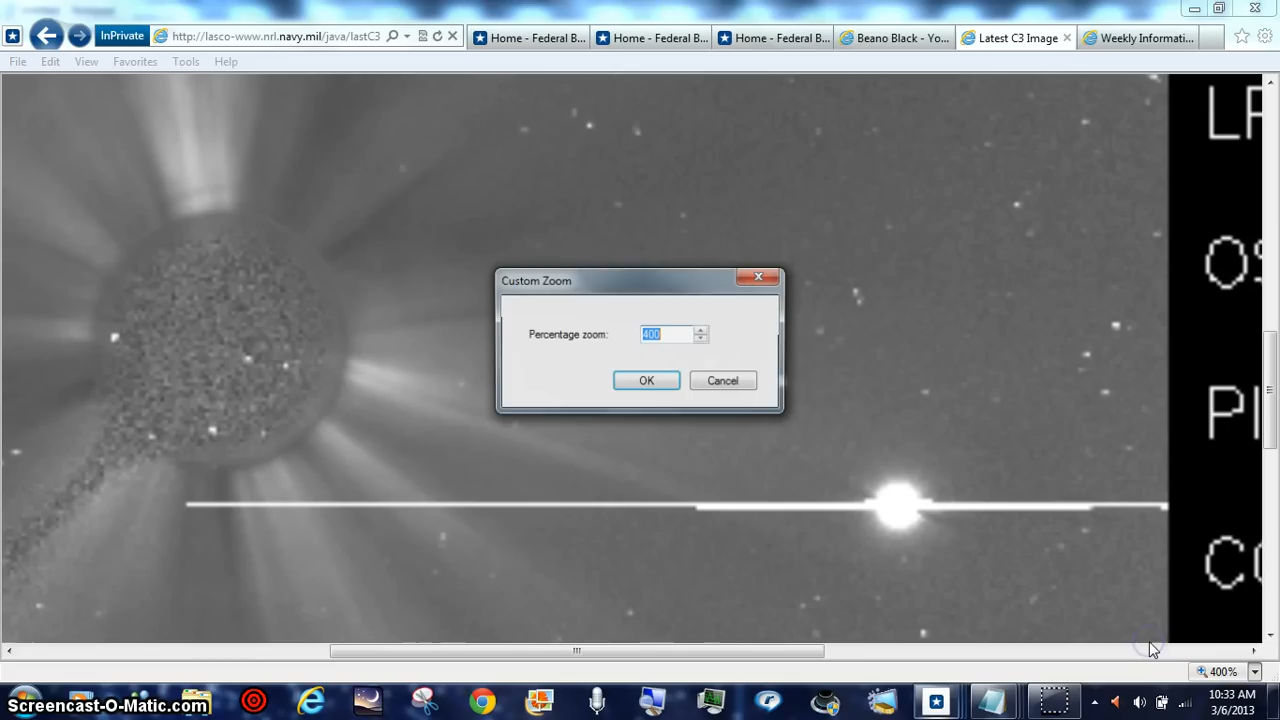 InPrivate
http://lasco-www.nrl.navy.mil/java/lastC3
Home - Federal B...
Home - Federal B...
Home - Federal B...
Beano Black - Yo...
Latest C3 Image
Weekly Informati...
File Edit View Favorites Tools Help
Custom Zoom
Percentage zoom: 400
OK Cancel
400%
10:33 AM
3/6/2013
Screencast-O-Matic.com